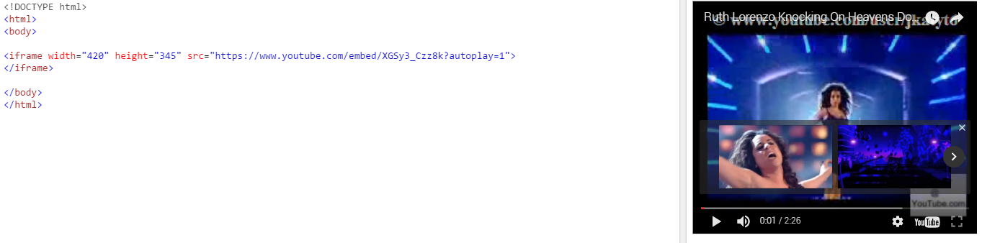 <!DOCTYPE html>
<html>
<body>
<iframe width="420" height="345" src="https://www.youtube.com/embed/XGSy3_Czz8k?autoplay=1">
</iframe>
</body>
</html>
Ruth Lorenzo Knocking On Heavens Do...
© www.youtube.com/user/jkalyto
@
YouTube.com
0:01 / 2:26
YouTube